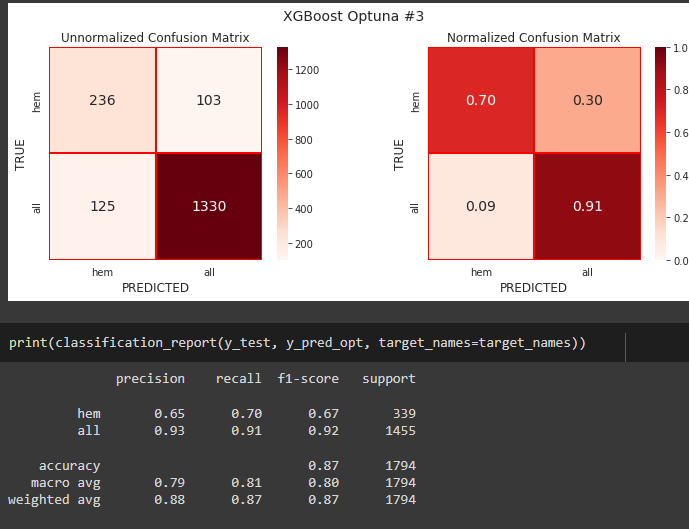 XGBoost Optuna #3
Unnormalized Confusion Matrix
Normalized Confusion Matrix
hem
236
103
all
125
1330
TRUE
hem
all
PREDICTED
1200
1000
800
600
400
200
hem
0.70
0.30
all
0.09
0.91
TRUE
hem
all
PREDICTED
1.0
0.8
0.6
0.4
0.2
0.0
print(classification_report(y_test, y_pred_opt, target_names=target_names))
precision recall f1-score support
hem 0.65 0.70 0.67 339
all 0.93 0.91 0.92 1455
accuracy 0.87 1794
macro avg 0.79 0.81 0.80 1794
weighted avg 0.88 0.87 0.87 1794